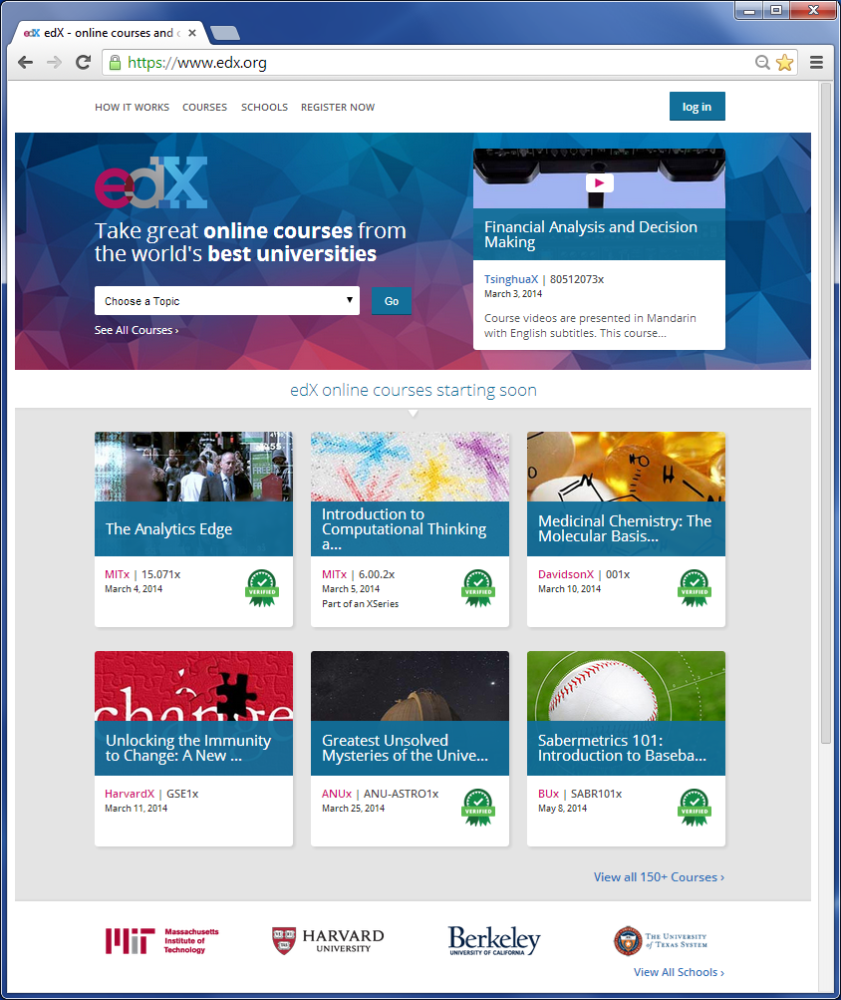 edX edX - online courses and c
https://www.edx.org
HOW IT WORKS COURSES SCHOOLS REGISTER NOW
log in
edX
Take great online courses from
the world's best universities
Choose a Topic
Go
See All Courses ›
Financial Analysis and Decision
Making
TsinghuaX | 80512073x
March 3, 2014
Course videos are presented in Mandarin
with English subtitles. This course...
edX online courses starting soon
The Analytics Edge
MITx | 15.071x
March 4, 2014
VERIFIED
Introduction to
Computational Thinking
a...
MITx | 6.00.2x
March 5, 2014
Part of an XSeries
VERIFIED
HO
H
Medicinal Chemistry: The
Molecular Basis...
DavidsonX | 001x
March 10, 2014
VERIFIED
change
Unlocking the Immunity
to Change: A New ...
HarvardX | GSE1x
March 11, 2014
Greatest Unsolved
Mysteries of the Unive...
ANUx | ANU-ASTRO1x
March 25, 2014
VERIFIED
Sabermetrics 101:
Introduction to Baseba...
BUx | SABR101x
May 8, 2014
VERIFIED
View all 150+ Courses ›
MIT
Massachusetts
Institute of
Technology
HARVARD
UNIVERSITY
Berkeley
UNIVERSITY OF CALIFORNIA
THE UNIVERSITY
OF TEXAS SYSTEM
View All Schools ›